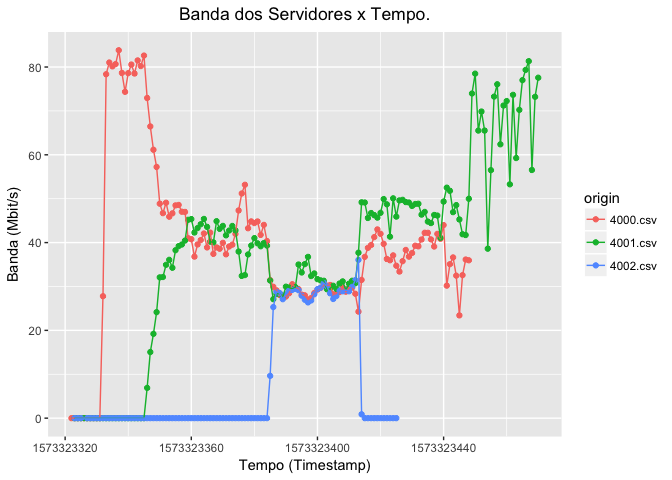 Banda dos Servidores x Tempo.
Banda (Mbit/s)
80
60
40
20
0
1573323320
1573323360
1573323400
1573323440
Tempo (Timestamp)
origin
4000.csv
4001.csv
4002.csv